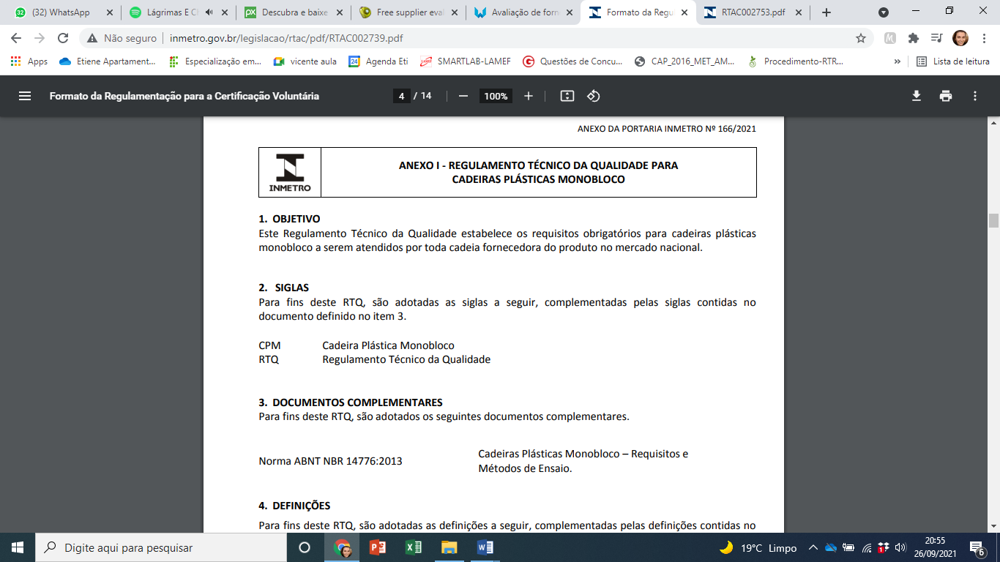 (32) WhatsApp
Lágrimas E C
Descubra e baixe
Free supplier eva
Avaliação de forn
Formato da Regu
RTAC002753.pdf
Não seguro
inmetro.gov.br/legislacao/rtac/pdf/RTAC002739.pdf
Apps
Etiene Apartament...
Especialização em...
vicente aula
Agenda Eti
SMARTLAB-LAMEF
Questões de Concu...
CAP_2016_MET_AM...
Procedimento-RTR...
»
Lista de leitura
Formato da Regulamentação para a Certificação Voluntária
4 / 14
100%
ANEXO DA PORTARIA INMETRO Nº 166/2021
INMETRO
ANEXO I - REGULAMENTO TÉCNICO DA QUALIDADE PARA
CADEIRAS PLÁSTICAS MONOBLOCO
1. OBJETIVO
Este Regulamento Técnico da Qualidade estabelece os requisitos obrigatórios para cadeiras plásticas
monobloco a serem atendidos por toda cadeia fornecedora do produto no mercado nacional.
2. SIGLAS
Para fins deste RTQ, são adotadas as siglas a seguir, complementadas pelas siglas contidas no
documento definido no item 3.
CPM Cadeira Plástica Monobloco
RTQ Regulamento Técnico da Qualidade
3. DOCUMENTOS COMPLEMENTARES
Para fins deste RTQ, são adotados os seguintes documentos complementares.
Norma ABNT NBR 14776:2013
Cadeiras Plásticas Monobloco – Requisitos e
Métodos de Ensaio.
4. DEFINIÇÕES
Para fins deste RTQ, são adotadas as definições a seguir, complementadas pelas definições contidas no
Digite aqui para pesquisar
19°C Limpo
20:55
26/09/2021
6